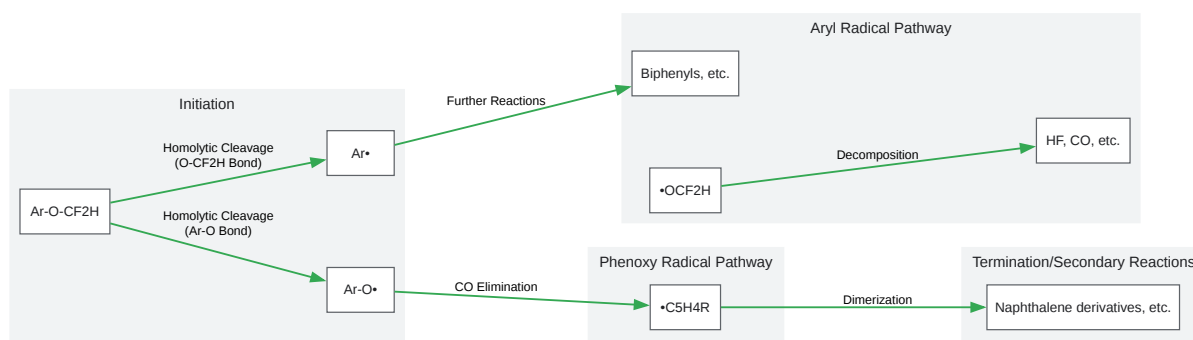 Initiation
Ar-O-CF2H
Homolytic Cleavage
(O-CF2H Bond)
Ar•
Homolytic Cleavage
(Ar-O Bond)
Ar-O•
Further Reactions
Aryl Radical Pathway
Biphenyls, etc.
•OCF2H
Decomposition
HF, CO, etc.
CO Elimination
Phenoxy Radical Pathway
•C5H4R
Dimerization
Termination/Secondary Reactions
Naphthalene derivatives, etc.